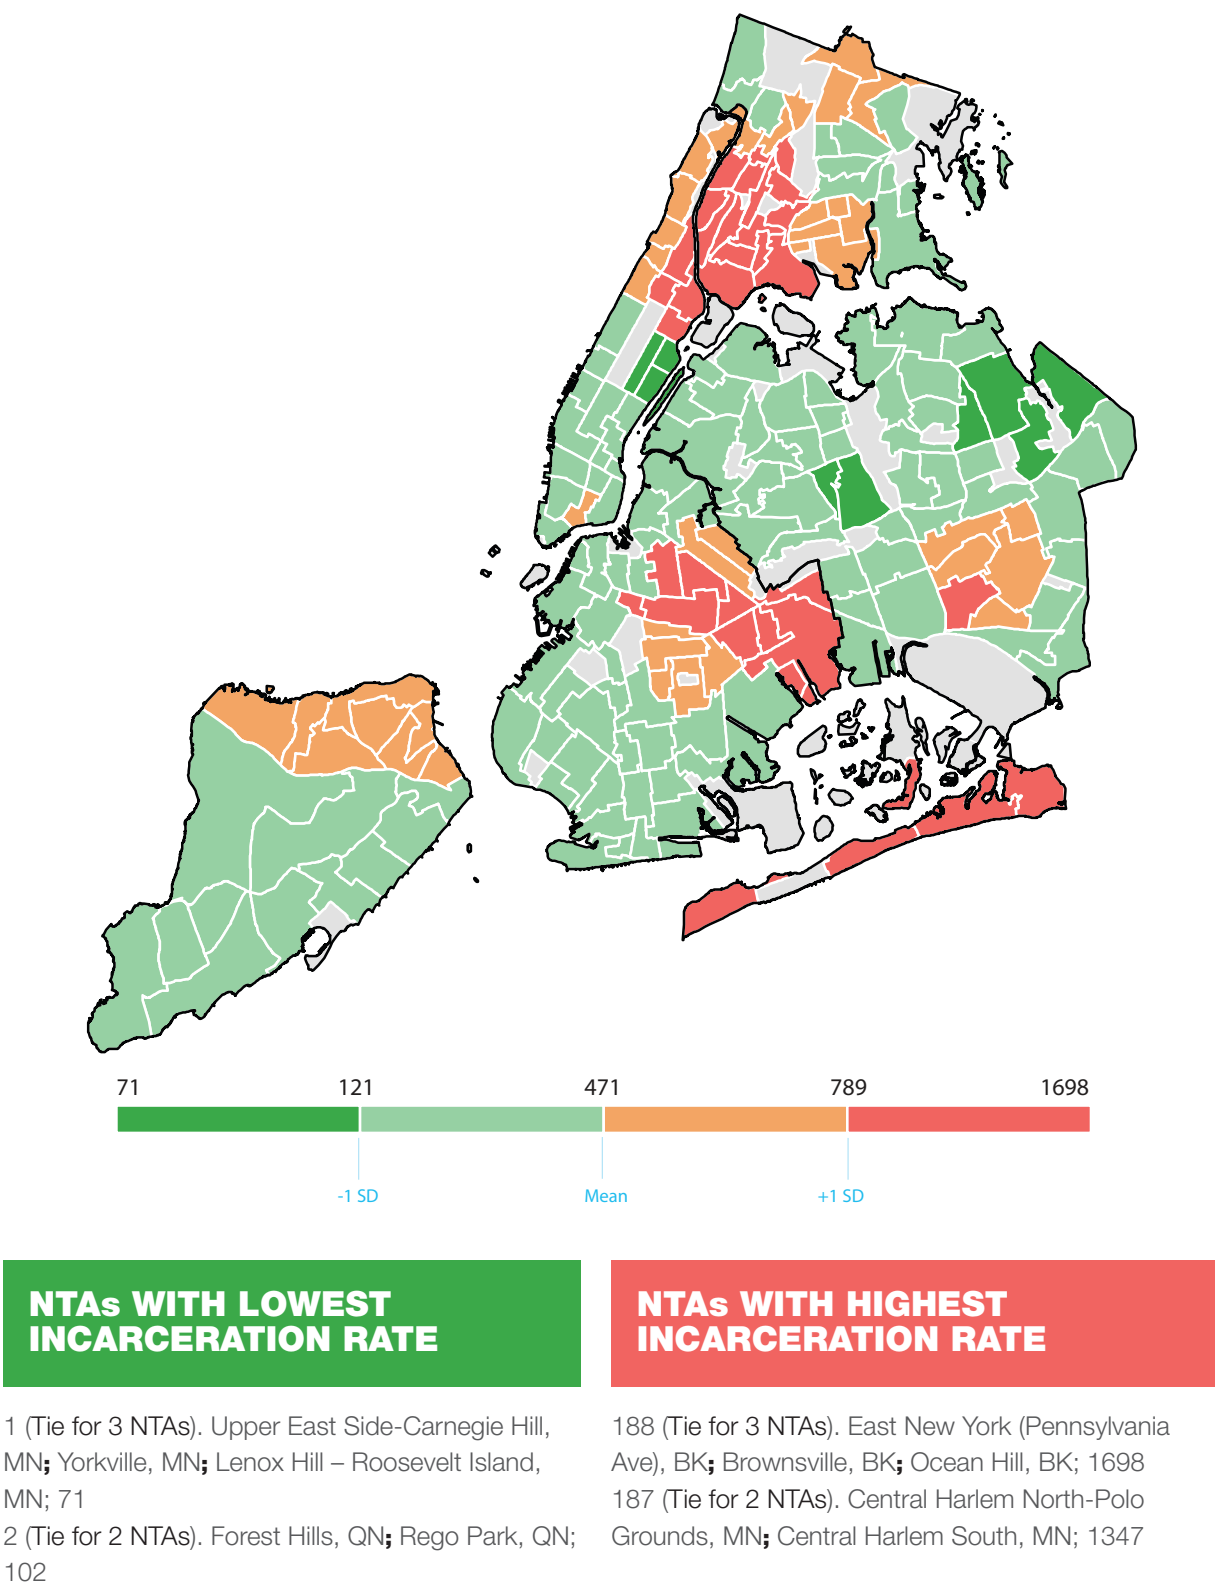 71 121 471 789 1698
-1 SD Mean +1 SD
NTAs WITH LOWEST
INCARCERATION RATE
1 (Tie for 3 NTAs). Upper East Side-Carnegie Hill,
MN; Yorkville, MN; Lenox Hill – Roosevelt Island,
MN; 71
2 (Tie for 2 NTAs). Forest Hills, QN; Rego Park, QN;
102
NTAs WITH HIGHEST
INCARCERATION RATE
188 (Tie for 3 NTAs). East New York (Pennsylvania
Ave), BK; Brownsville, BK; Ocean Hill, BK; 1698
187 (Tie for 2 NTAs). Central Harlem North-Polo
Grounds, MN; Central Harlem South, MN; 1347